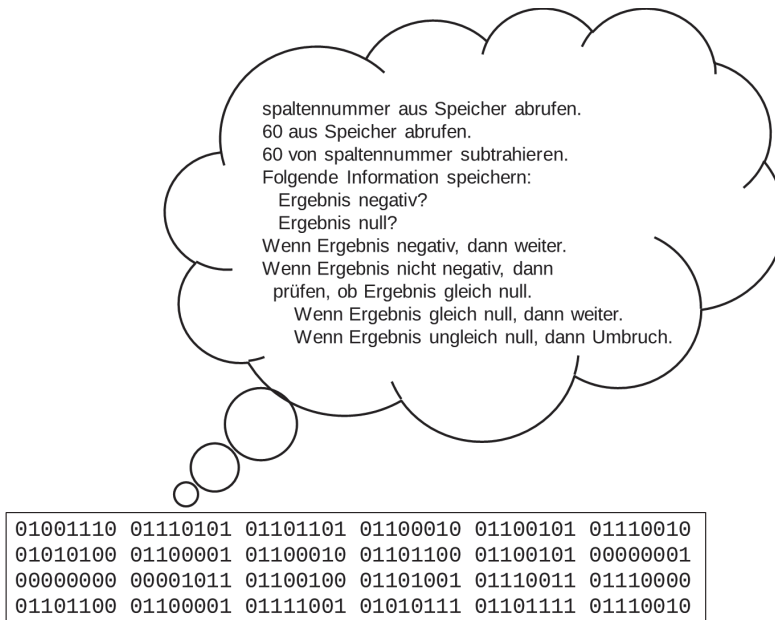 spaltennummer aus Speicher abrufen.
60 aus Speicher abrufen.
60 von spaltennummer subtrahieren.
Folgende Information speichern:
Ergebnis negativ?
Ergebnis null?
Wenn Ergebnis negativ, dann weiter.
Wenn Ergebnis nicht negativ, dann
prüfen, ob Ergebnis gleich null.
Wenn Ergebnis gleich null, dann weiter.
Wenn Ergebnis ungleich null, dann Umbruch.
01001110 01110101 01101101 01100010 01100101 01110010
01010100 01100001 01100010 01101100 01100101 00000001
00000000 00001011 01100100 01101001 01110011 01110000
01101100 01100001 01111001 01010111 01101111 01110010